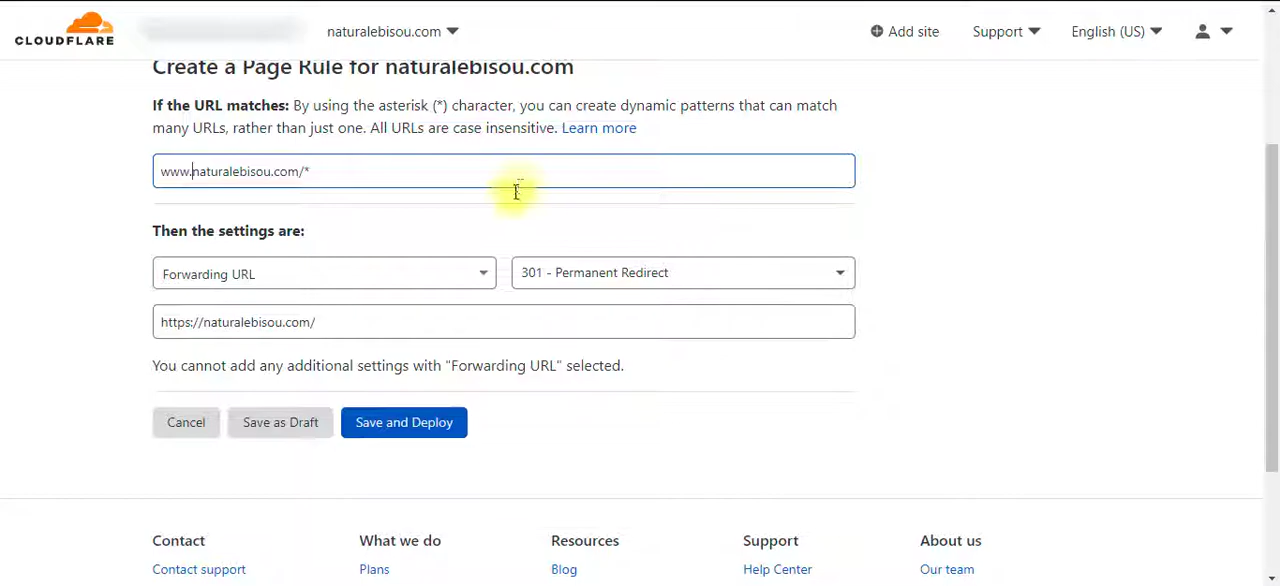 CLOUDFLARE
naturalebisou.com
Add site
Support
English (US)
Create a Page Rule for naturalebisou.com
If the URL matches: By using the asterisk (*) character, you can create dynamic patterns that can match
many URLs, rather than just one. All URLs are case insensitive. Learn more
www.naturalebisou.com/*
Then the settings are:
Forwarding URL
301 - Permanent Redirect
https://naturalebisou.com/
You cannot add any additional settings with "Forwarding URL" selected.
Cancel
Save as Draft
Save and Deploy
Contact
What we do
Resources
Support
About us
Contact support
Plans
Blog
Help Center
Our team